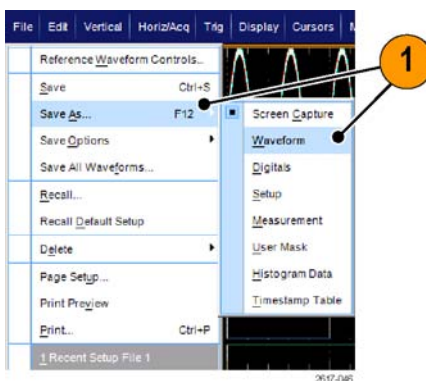 File Edit Vertical Horiz/Acq Trig Display Cursors
1
Reference Waveform Controls...
Save Ctrl+S
Save As... F12
Save Options
Save All Waveforms...
Recall...
Recall Default Setup
Delete
Page Setup...
Print Preview
Print... Ctrl+P
1 Recent Setup File 1
Screen Capture
Waveform
Digitals
Setup
Measurement
User Mask
Histogram Data
Timestamp Table
2617-046